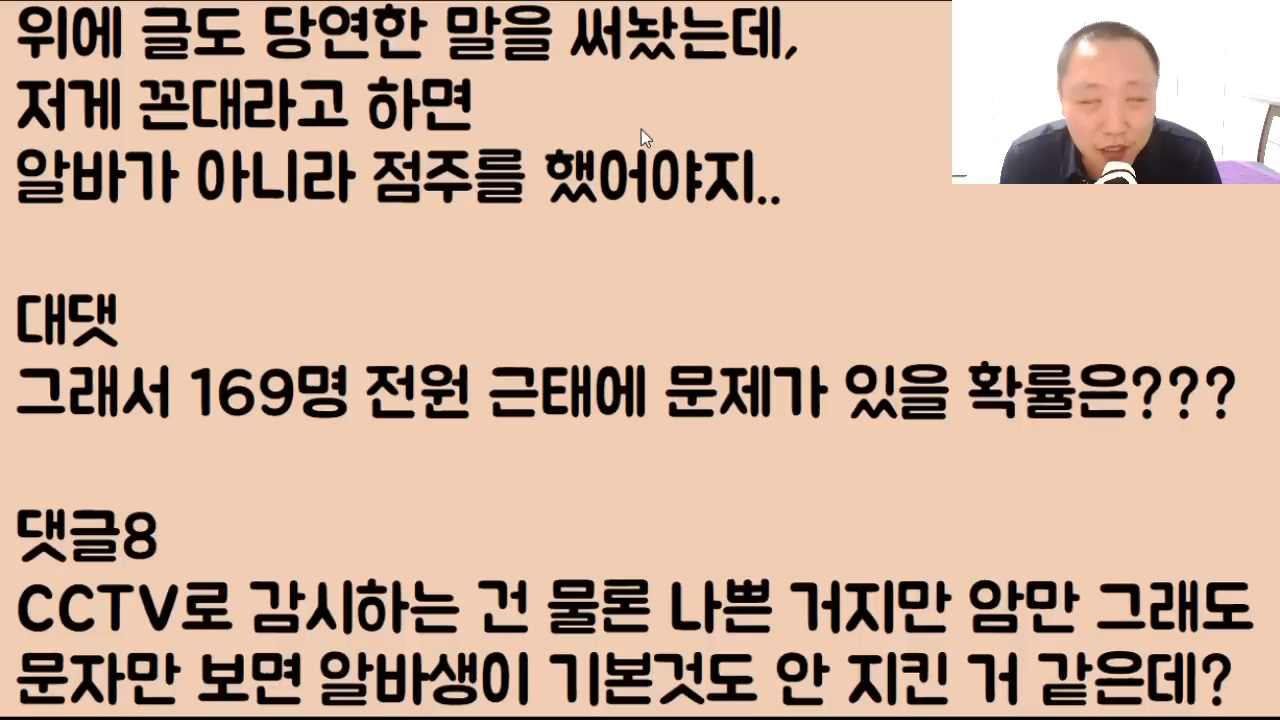 위에 글도 당연한 말을 써놨는데,
저게 꼰대라고 하면
알바가 아니라 점주를 했어야지..
대댓
그래서 169명 전원 근태에 문제가 있을 확률은???
댓글8
CCTV로 감시하는 건 물론 나쁜 거지만 암만 그래도
문자만 보면 알바생이 기본것도 안 지킨 거 같은데?